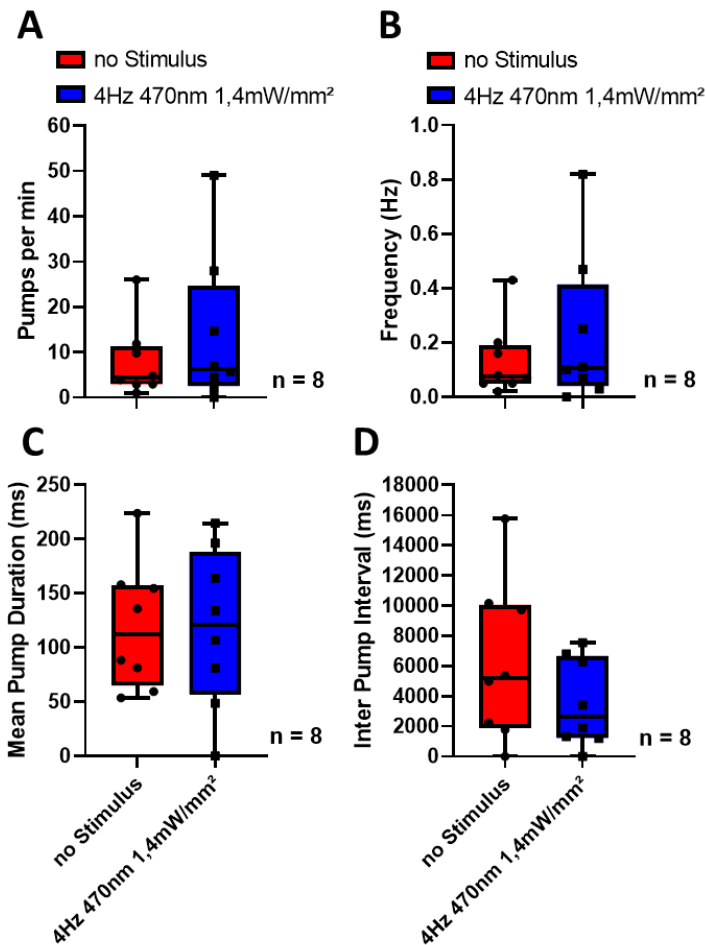 A
no Stimulus
4Hz 470nm 1,4mW/mm²
Pumps per min
60
50
40
30
20
10
0
n = 8
B
no Stimulus
4Hz 470nm 1,4mW/mm²
Frequency (Hz)
1.0
0.8
0.6
0.4
0.2
0.0
n = 8
C
Mean Pump Duration (ms)
250
200
150
100
50
0
n = 8
no Stimulus
4Hz 470nm 1,4mW/mm²
D
Inter Pump Interval (ms)
18000
16000
14000
12000
10000
8000
6000
4000
2000
0
n = 8
no Stimulus
4Hz 470nm 1,4mW/mm²